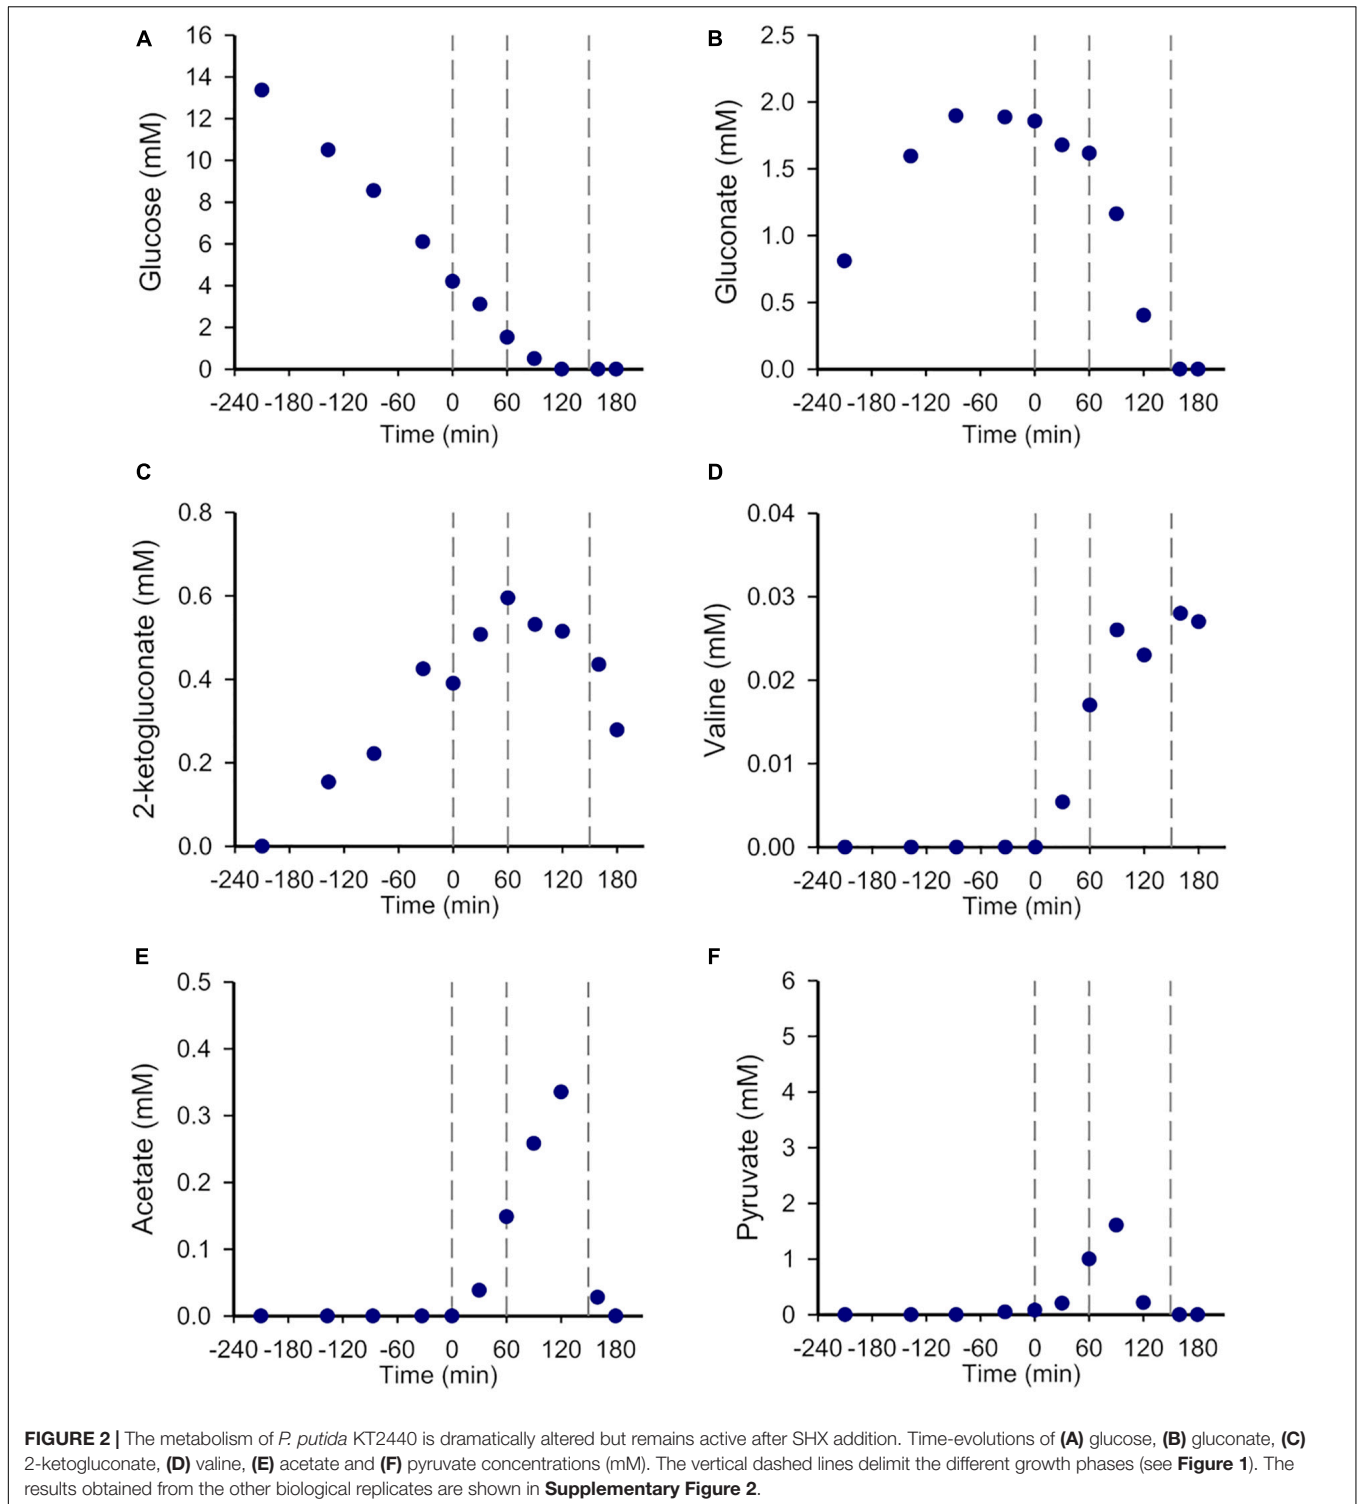 A
16
14
12
10
8
6
4
2
0
Glucose (mM)
-240 -180 -120 -60 0 60 120 180
Time (min)
B
2.5
2.0
1.5
1.0
0.5
0.0
Gluconate (mM)
-240 -180 -120 -60 0 60 120 180
Time (min)
C
0.8
0.6
0.4
0.2
0.0
2-ketogluconate (mM)
-240 -180 -120 -60 0 60 120 180
Time (min)
D
0.04
0.03
0.02
0.01
0.00
Valine (mM)
-240 -180 -120 -60 0 60 120 180
Time (min)
E
0.5
0.4
0.3
0.2
0.1
0.0
Acetate (mM)
-240 -180 -120 -60 0 60 120 180
Time (min)
F
6
5
4
3
2
1
0
Pyruvate (mM)
-240 -180 -120 -60 0 60 120 180
Time (min)
FIGURE 2 | The metabolism of P. putida KT2440 is dramatically altered but remains active after SHX addition. Time-evolutions of (A) glucose, (B) gluconate, (C)
2-ketogluconate, (D) valine, (E) acetate and (F) pyruvate concentrations (mM). The vertical dashed lines delimit the different growth phases (see Figure 1). The
results obtained from the other biological replicates are shown in Supplementary Figure 2.